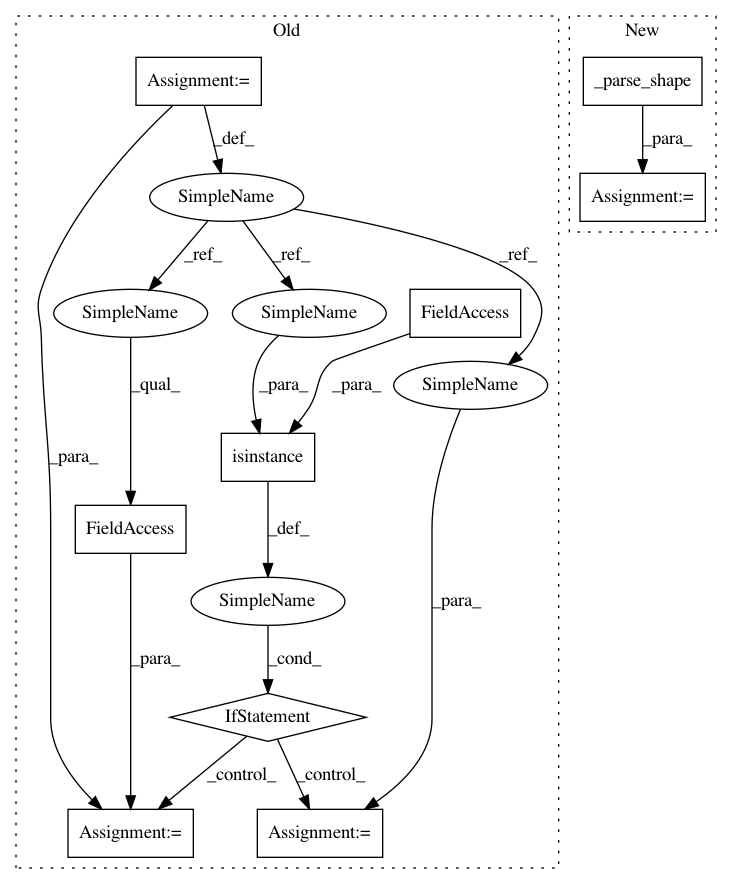 Old
New
Assignment:=
_parse_shape
_def_
_para_
SimpleName
Assignment:=
_ref_
_ref_
_ref_
SimpleName
SimpleName
FieldAccess
SimpleName
_qual_
_para_
_para_
isinstance
_para_
FieldAccess
_def_
SimpleName
_para_
_para_
_cond_
IfStatement
_control_
_control_
Assignment:=
Assignment:=